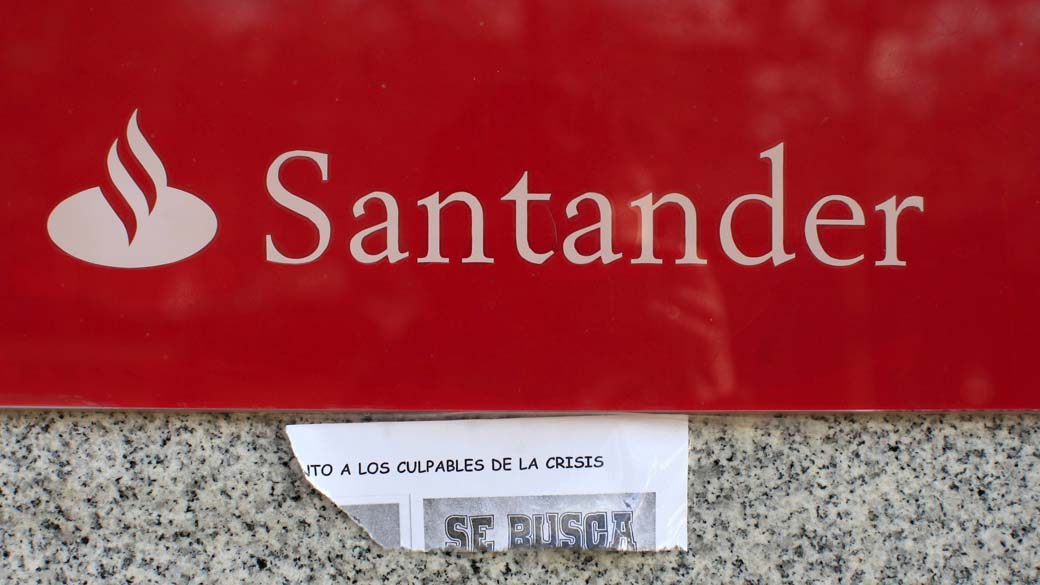 Santander
NTO A LOS CULPABLES DE LA CRISIS
SE BUSCA